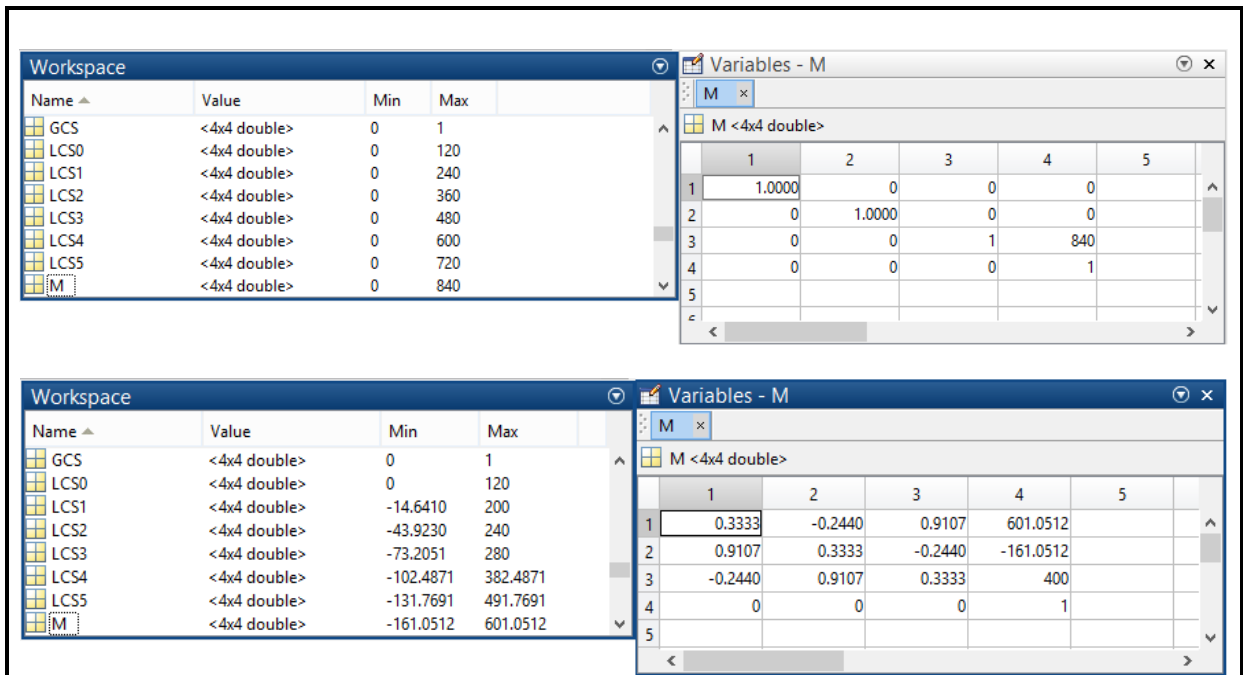 Workspace
Name Value Min Max
GCS <4x4 double> 0 1
LCS0 <4x4 double> 0 120
LCS1 <4x4 double> 0 240
LCS2 <4x4 double> 0 360
LCS3 <4x4 double> 0 480
LCS4 <4x4 double> 0 600
LCS5 <4x4 double> 0 720
M <4x4 double> 0 840
Variables - M
M ×
M <4x4 double>
1 2 3 4 5
1 1.0000 0 0 0
2 0 1.0000 0 0
3 0 0 1 840
4 0 0 0 1
5
Workspace
Name Value Min Max
GCS <4x4 double> 0 1
LCS0 <4x4 double> 0 120
LCS1 <4x4 double> -14.6410 200
LCS2 <4x4 double> -43.9230 240
LCS3 <4x4 double> -73.2051 280
LCS4 <4x4 double> -102.4871 382.4871
LCS5 <4x4 double> -131.7691 491.7691
M <4x4 double> -161.0512 601.0512
Variables - M
M ×
M <4x4 double>
1 2 3 4 5
1 0.3333 -0.2440 0.9107 601.0512
2 0.9107 0.3333 -0.2440 -161.0512
3 -0.2440 0.9107 0.3333 400
4 0 0 0 1
5